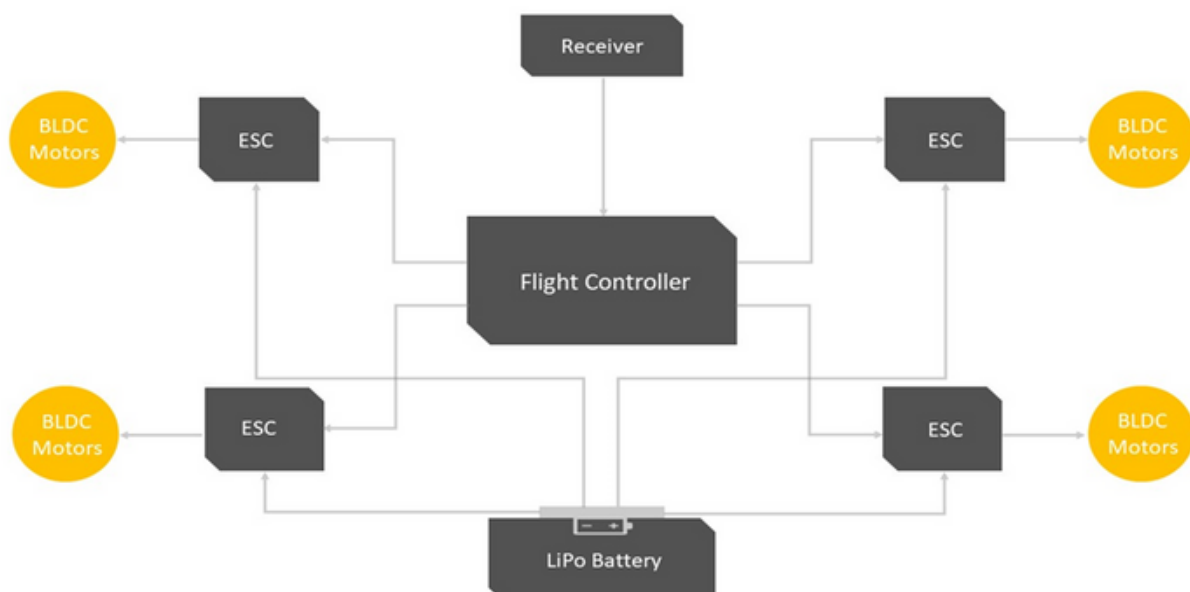 Receiver
BLDC
Motors
ESC
ESC
BLDC
Motors
Flight Controller
BLDC
Motors
ESC
ESC
BLDC
Motors
LiPo Battery